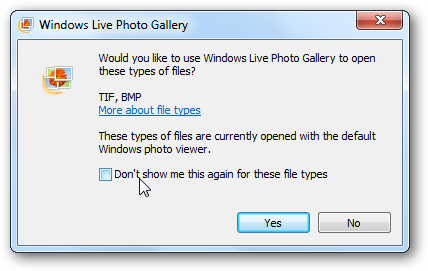 Windows Live Photo Gallery
Would you like to use Windows Live Photo Gallery to open
these types of files?
TIF, BMP
More about file types
These types of files are currently opened with the default
Windows photo viewer.
Don't show me this again for these file types
Yes
No